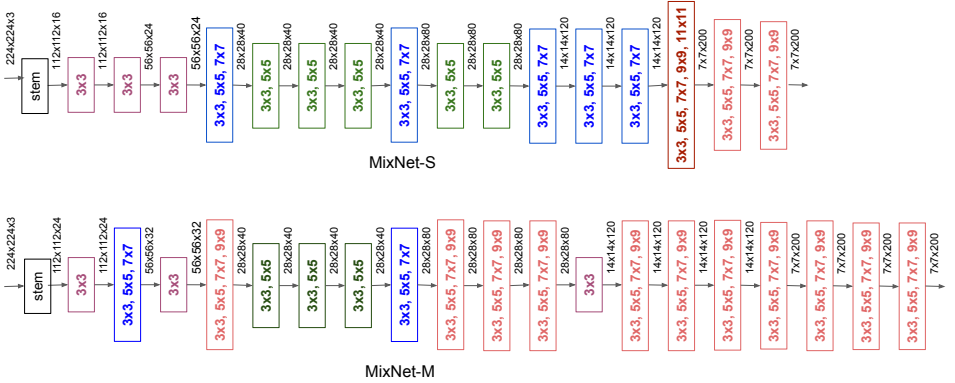 224x224x3
stem
112x112x16
3x3
112x112x16
3x3
56x56x24
3x3
56x56x24
3x3, 5x5, 7x7
28x28x40
3x3, 5x5
28x28x40
3x3, 5x5
28x28x40
3x3, 5x5
28x28x40
3x3, 5x5, 7x7
28x28x80
3x3, 5x5
28x28x80
3x3, 5x5
28x28x80
3x3, 5x5, 7x7
14x14x120
3x3, 5x5, 7x7
14x14x120
3x3, 5x5, 7x7
14x14x120
3x3, 5x5, 7x7, 9x9, 11x11
7x7x200
3x3, 5x5, 7x7, 9x9
7x7x200
3x3, 5x5, 7x7, 9x9
7x7x200
MixNet-S
224x224x3
stem
112x112x24
3x3
112x112x24
3x3, 5x5, 7x7
56x56x32
3x3
56x56x32
3x3, 5x5, 7x7, 9x9
28x28x40
3x3, 5x5
28x28x40
3x3, 5x5
28x28x40
3x3, 5x5
28x28x40
3x3, 5x5, 7x7
28x28x80
3x3, 5x5, 7x7, 9x9
28x28x80
3x3, 5x5, 7x7, 9x9
28x28x80
3x3, 5x5, 7x7, 9x9
28x28x80
3x3
14x14x120
3x3, 5x5, 7x7, 9x9
14x14x120
3x3, 5x5, 7x7, 9x9
14x14x120
3x3, 5x5, 7x7, 9x9
14x14x120
3x3, 5x5, 7x7, 9x9
7x7x200
3x3, 5x5, 7x7, 9x9
7x7x200
3x3, 5x5, 7x7, 9x9
7x7x200
3x3, 5x5, 7x7, 9x9
7x7x200
MixNet-M